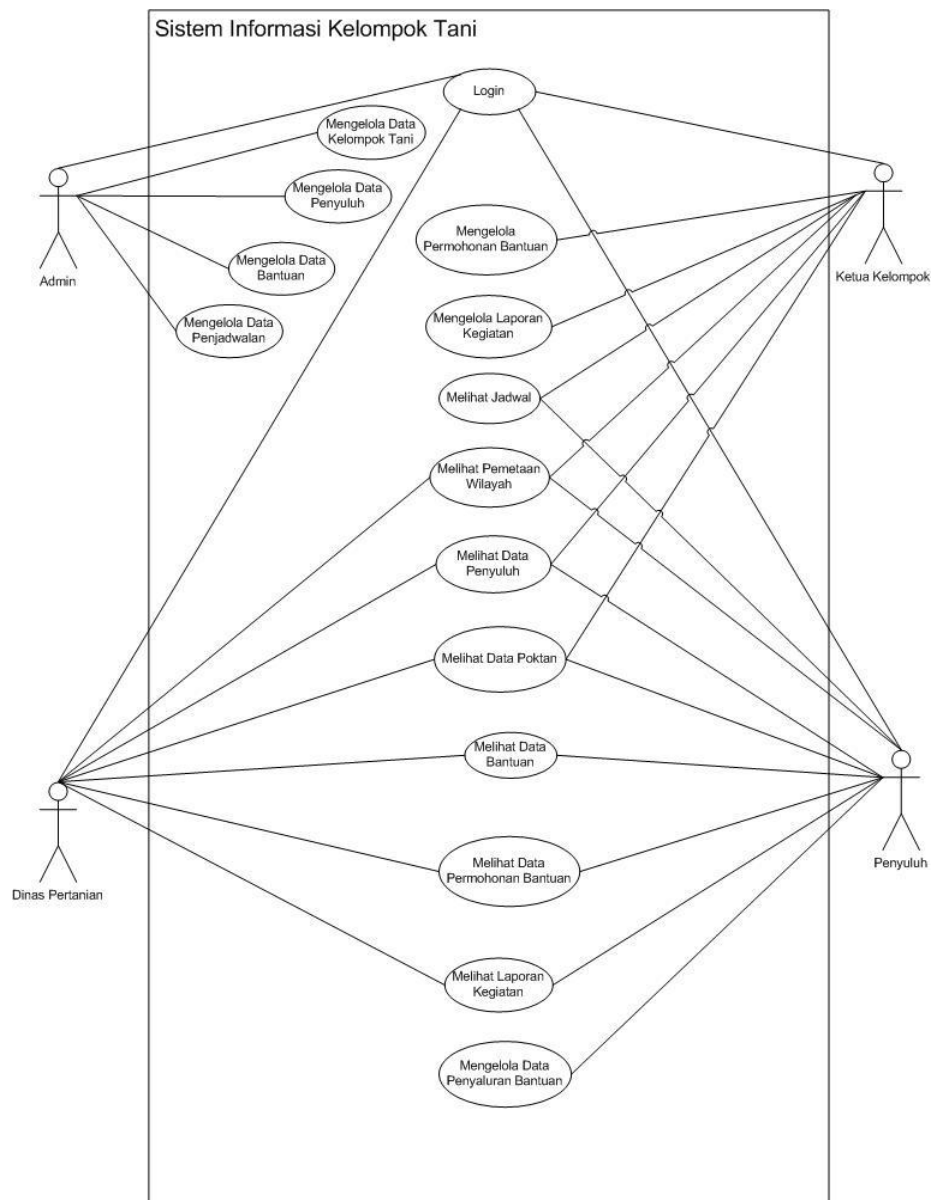 Sistem Informasi Kelompok Tani
Login
Mengelola Data
Kelompok Tani
Mengelola Data
Penyuluh
Mengelola Data
Bantuan
Mengelola Data
Penjadwalan
Admin
Mengelola
Permohonan Bantuan
Ketua Kelompok
Mengelola Laporan
Kegiatan
Melihat Jadwal
Melihat Pemetaan
Wilayah
Melihat Data
Penyuluh
Melihat Data Poktan
Melihat Data
Bantuan
Melihat Data
Permohonan Bantuan
Penyuluh
Dinas Pertanian
Melihat Laporan
Kegiatan
Mengelola Data
Penyaluran Bantuan